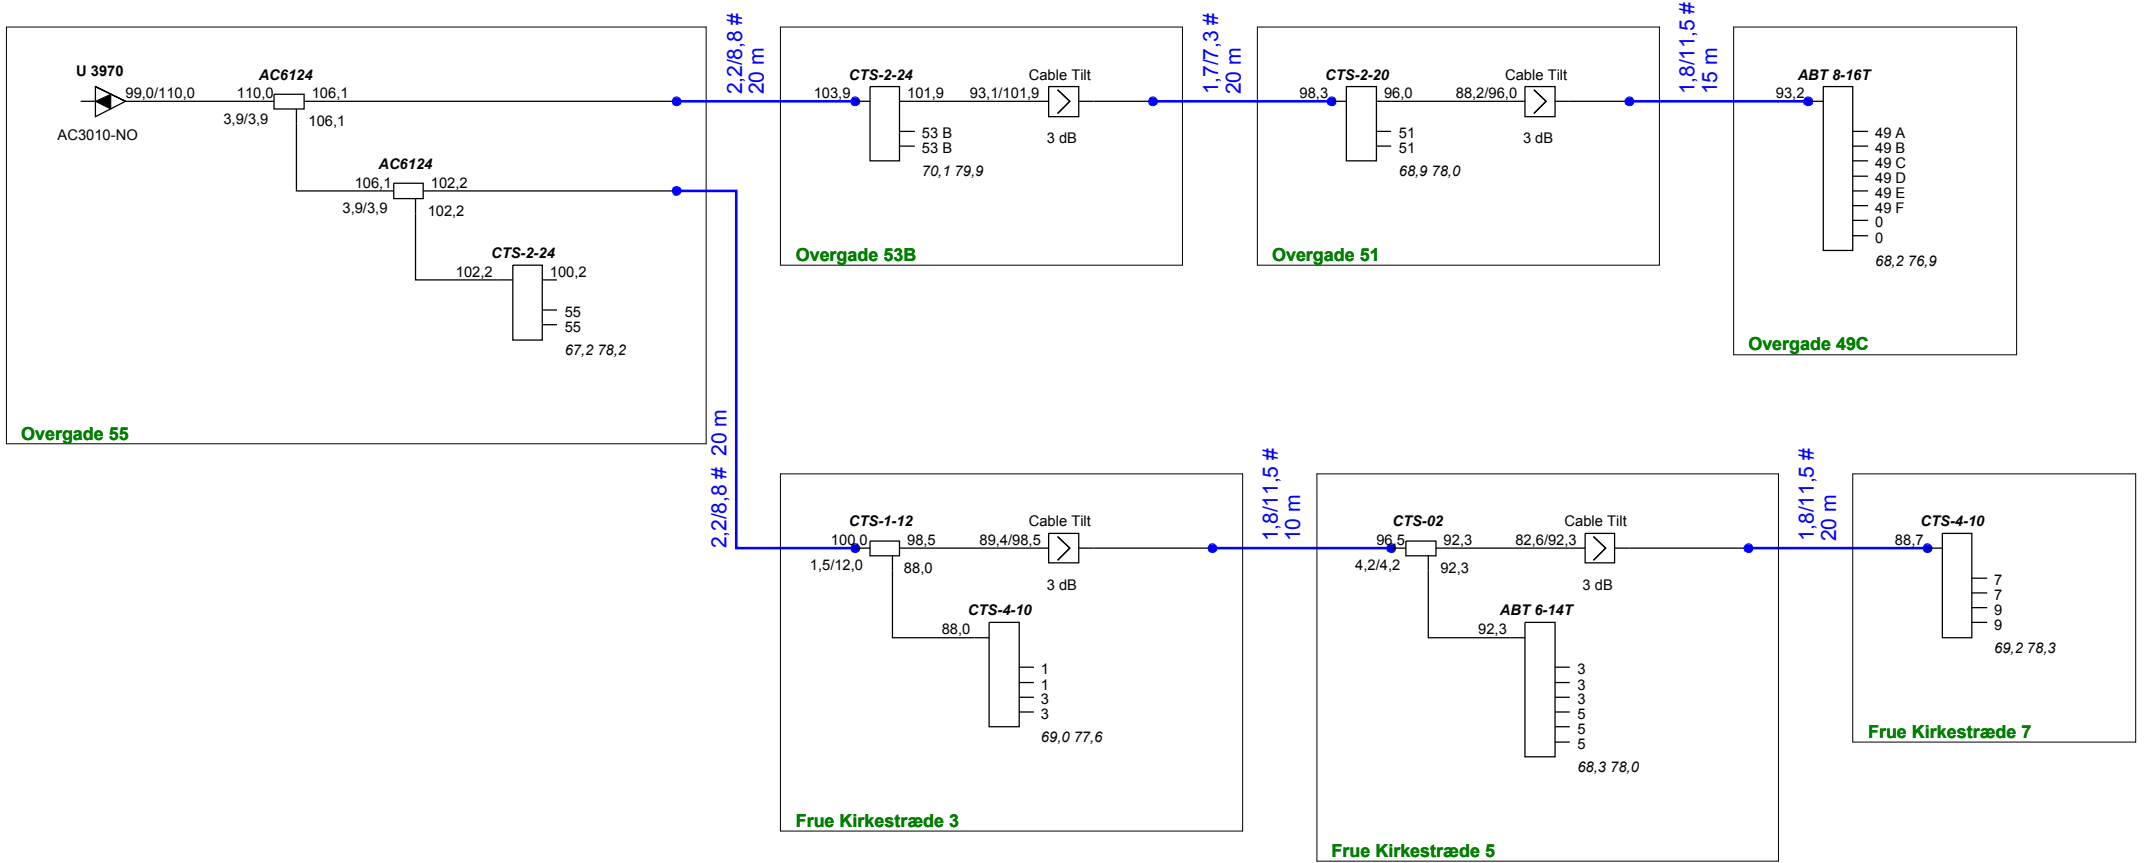 U 3970
99,0/110,0
AC3010-NO
AC6124
110,0
106,1
3,9/3,9
106,1
AC6124
106,1
102,2
3,9/3,9
102,2
CTS-2-24
102,2
100,2
55
55
67,2 78,2
Overgade 55
2,2/8,8 #
20 m
CTS-2-24
103,9
101,9
53 B
53 B
70,1 79,9
Cable Tilt
93,1/101,9
3 dB
Overgade 53B
1,7/7,3 #
20 m
CTS-2-20
98,3
96,0
51
51
68,9 78,0
Cable Tilt
88,2/96,0
3 dB
Overgade 51
1,8/11,5 #
15 m
ABT 8-16T
93,2
49 A
49 B
49 C
49 D
49 E
49 F
0
0
68,2 76,9
Overgade 49C
2,2/8,8 # 20 m
CTS-1-12
100,0
98,5
1,5/12,0
88,0
Cable Tilt
89,4/98,5
3 dB
CTS-4-10
88,0
1
1
3
3
69,0 77,6
Frue Kirkestræde 3
1,8/11,5 #
10 m
CTS-02
96,5
92,3
4,2/4,2
92,3
Cable Tilt
82,6/92,3
3 dB
ABT 6-14T
92,3
3
3
3
5
5
5
68,3 78,0
Frue Kirkestræde 5
1,8/11,5 #
20 m
CTS-4-10
88,7
7
7
9
9
69,2 78,3
Frue Kirkestræde 7